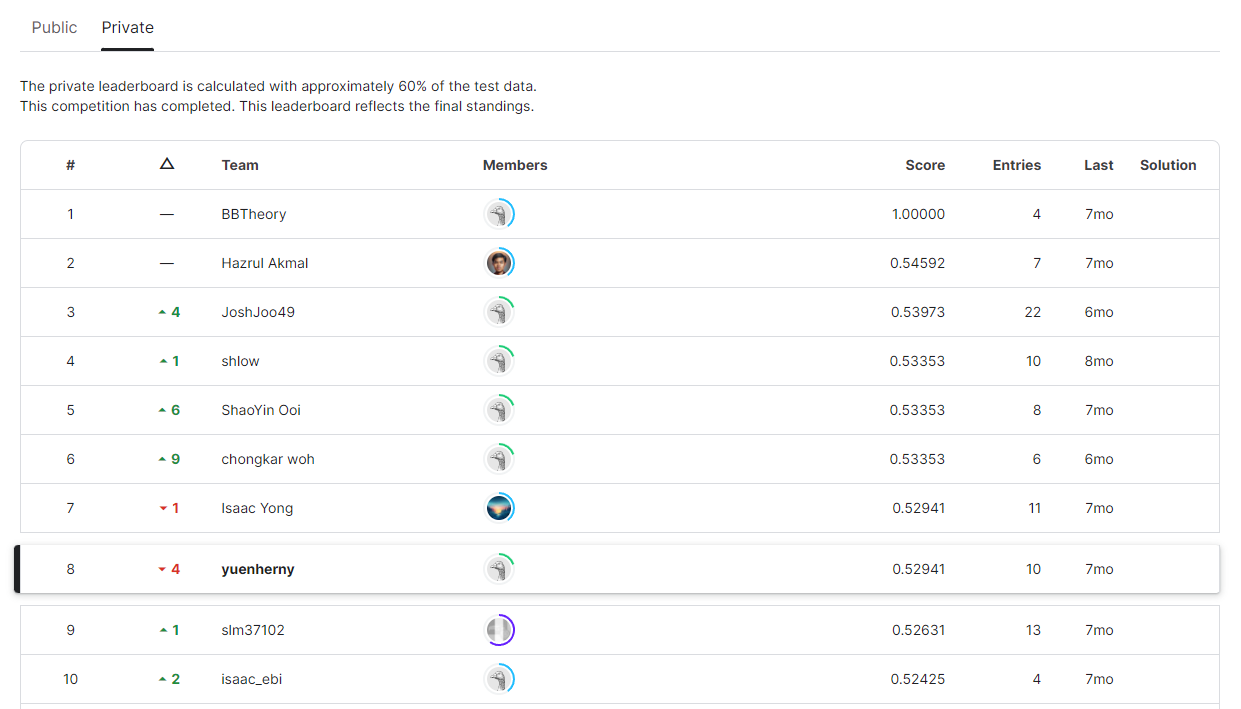 Public Private
The private leaderboard is calculated with approximately 60% of the test data.
This competition has completed. This leaderboard reflects the final standings.
# △ Team Members Score Entries Last Solution
1 — BBTheory 1.00000 4 7mo
2 — Hazrul Akmal 0.54592 7 7mo
3 4 JoshJoo49 0.53973 22 6mo
4 1 shlow 0.53353 10 8mo
5 6 ShaoYin Ooi 0.53353 8 7mo
6 9 chongkar woh 0.53353 6 6mo
7 1 Isaac Yong 0.52941 11 7mo
8 4 yuenherny 0.52941 10 7mo
9 1 slm37102 0.52631 13 7mo
10 2 isaac_ebi 0.52425 4 7mo